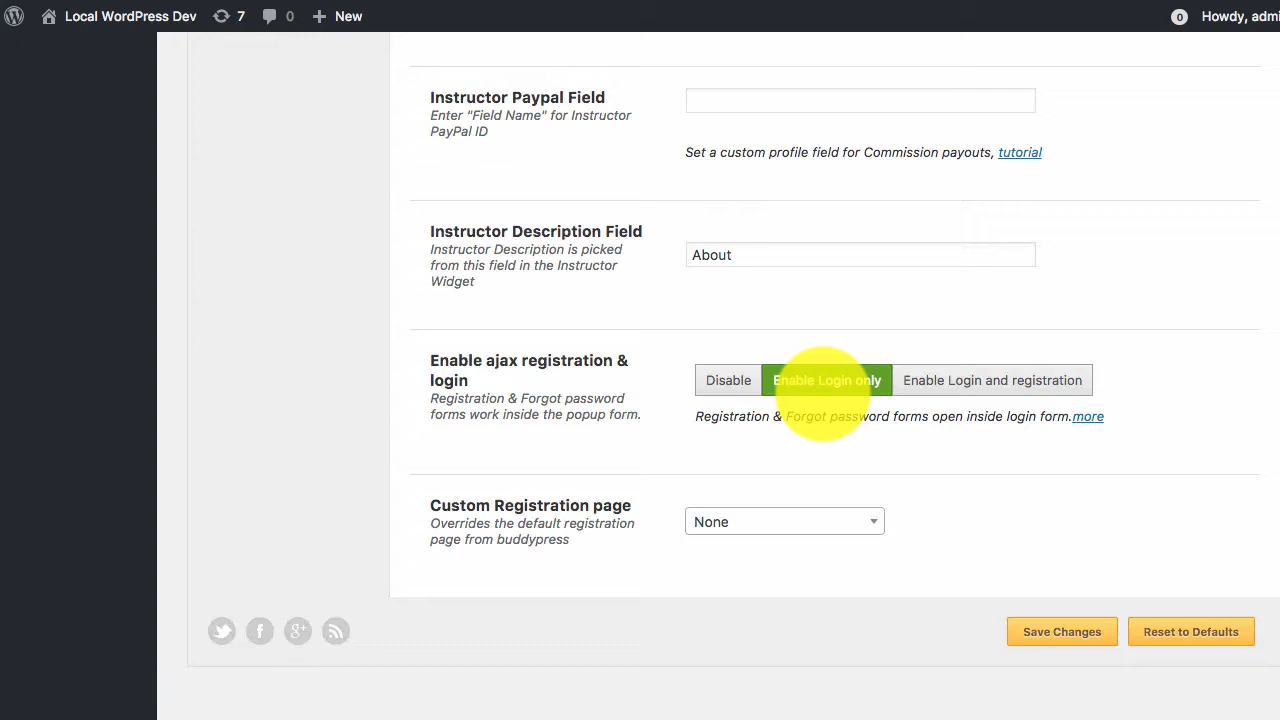 Local WordPress Dev 7 0 New 0 Howdy, admi
Instructor Paypal Field
Enter "Field Name" for Instructor
PayPal ID
Set a custom profile field for Commission payouts, tutorial
Instructor Description Field
Instructor Description is picked
from this field in the Instructor
Widget
About
Enable ajax registration &
login
Registration & Forgot password
forms work inside the popup form.
Disable Enable Login only Enable Login and registration
Registration & Forgot password forms open inside login form.more
Custom Registration page
Overrides the default registration
page from buddypress
None
Save Changes Reset to Defaults